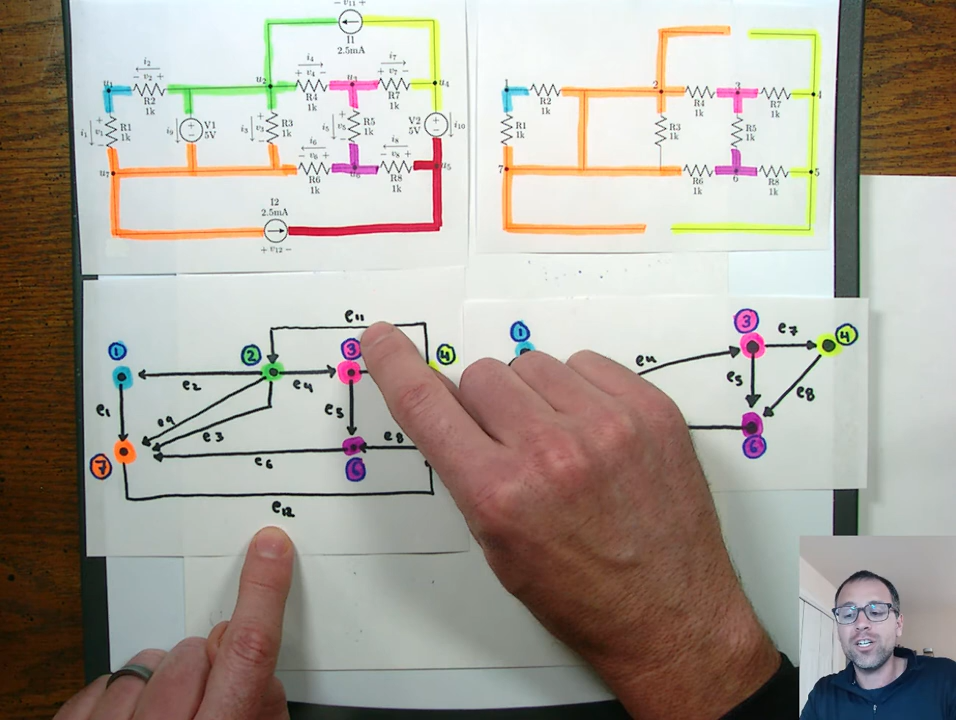 − v₁₁ +
I1
2.5mA
i₂
+ v₂ −
R2
1k
u₁
u₂
i₄
+ v₄ −
R4
1k
u₃
i₇
+ v₇ −
R7
1k
u₄
i₁
v₁
R1
1k
i₉
V1
5V
i₃
v₃
R3
1k
i₅
v₅
R5
1k
V2
5V
i₁₀
i₆
− v₆ +
R6
1k
u₆
i₈
− v₈ +
R8
1k
u₅
u₇
I2
2.5mA
+ v₁₂ −
1
R2
1k
2
R4
1k
3
R7
1k
4
R1
1k
R3
1k
R5
1k
7
R6
1k
6
R8
1k
5
e₁₁
1
2
3
4
e₂
e₄
e₁
e₉
e₃
e₅
e₈
7
e₆
6
e₁₂
1
3
e₇
4
e₄
e₅
e₈
6